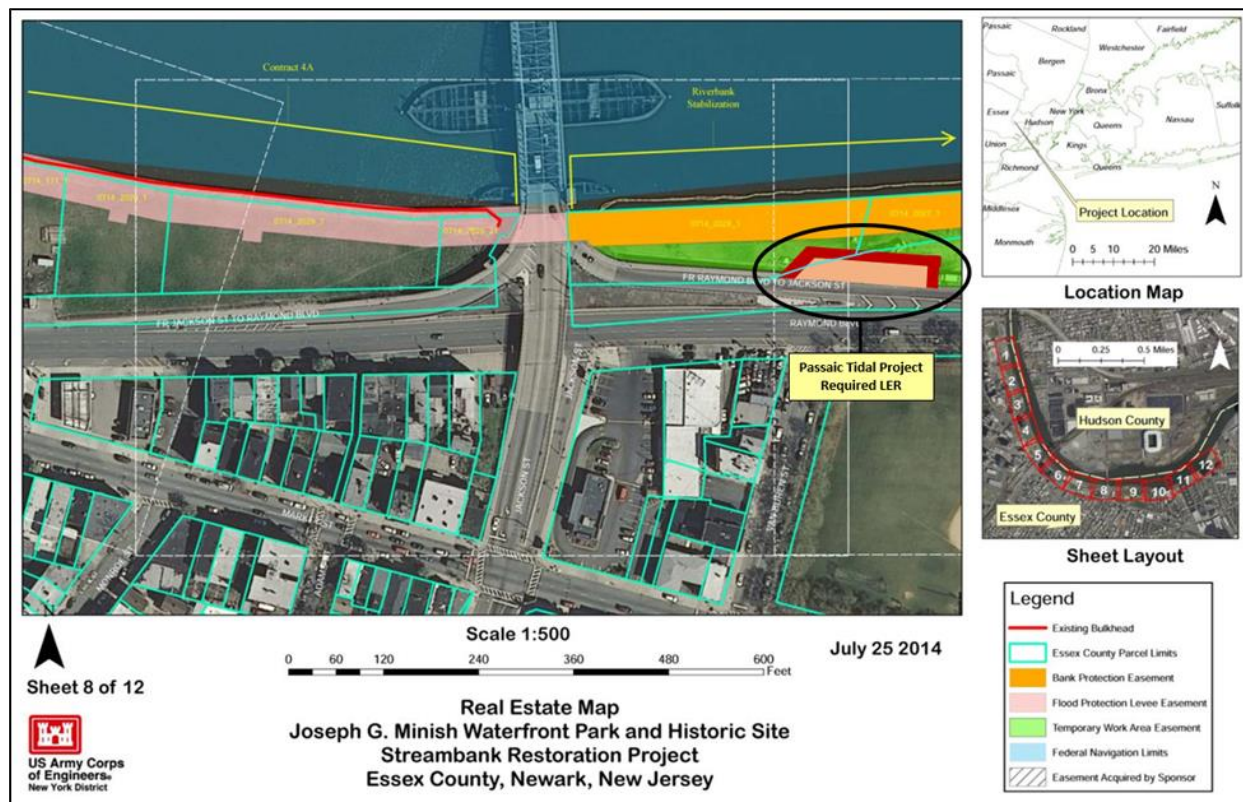 Contract 4A
Riverbank
Stabilization
0714_2026_1
FR RAYMOND BLVD TO JACKSON ST
FR JACKSON ST TO RAYMOND BLVD
RAYMOND BLVD
Passaic Tidal Project
Required LER
JACKSON ST
VAN BUREN ST
Scale 1:500
0 60 120 240 360 480 600
Feet
July 25 2014
Sheet 8 of 12
US Army Corps
of Engineers®
New York District
Real Estate Map
Joseph G. Minish Waterfront Park and Historic Site
Streambank Restoration Project
Essex County, Newark, New Jersey
Passaic
Rockland
Fairfield
Westchester
Bergen
Passaic
Bronx
Essex
New York
Hudson
Queens
Nassau
Suffolk
Union
Kings
Richmond
Queens
Middlesex
Monmouth
Project Location
N
0 5 10 20 Miles
Location Map
0 0.25 0.5 Miles
Hudson County
Essex County
1
2
3
4
5
6
7
8
9
10
11
12
Sheet Layout
Legend
Existing Bulkhead
Essex County Parcel Limits
Bank Protection Easement
Flood Protection Levee Easement
Temporary Work Area Easement
Federal Navigation Limits
Easement Acquired by Sponsor